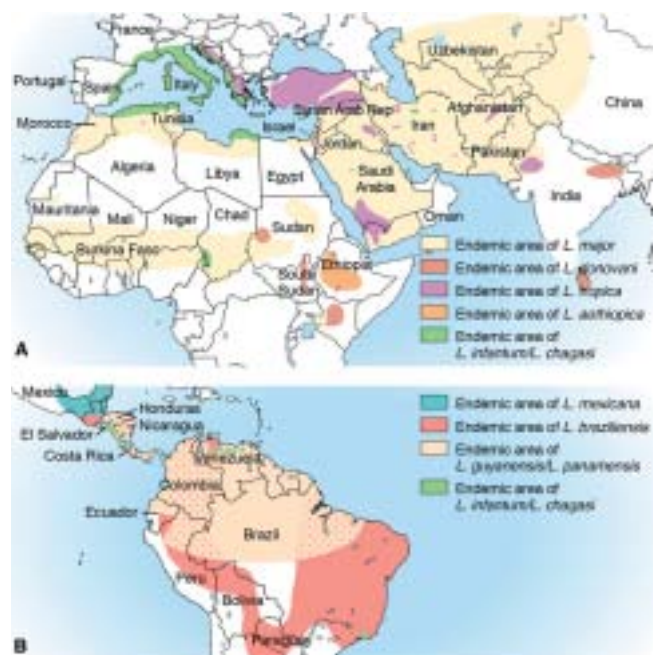 France
Uzbekistan
Portugal
Spain
Italy
China
Syrian Arab Rep
Afghanistan
Tunisia
Iran
Morocco
Israel
Jordan
Pakistan
Algeria
Libya
Egypt
Saudi
Arabia
India
Mauritania
Mali
Niger
Chad
Oman
Sudan
Burkina Faso
Ethiopia
South
Sudan
Endemic area of L. major
Endemic area of L. donovani
Endemic area of L. tropica
Endemic area of L. aethiopica
Endemic area of
L. infantum/L. chagasi
A
Mexico
Honduras
Nicaragua
El Salvador
Costa Rica
Venezuela
Colombia
Ecuador
Brazil
Peru
Bolivia
Paraguay
Endemic area of L. mexicana
Endemic area of L. braziliensis
Endemic area of
L. guyanensis/L. panamensis
Endemic area of
L. infantum/L. chagasi
B